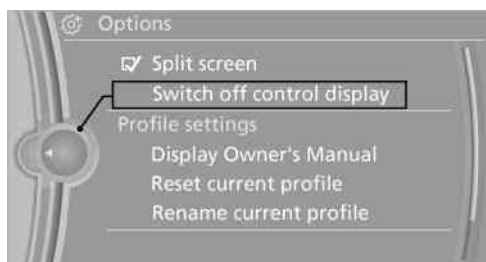 Options
Split screen
Switch off control display
Profile settings
Display Owner's Manual
Reset current profile
Rename current profile